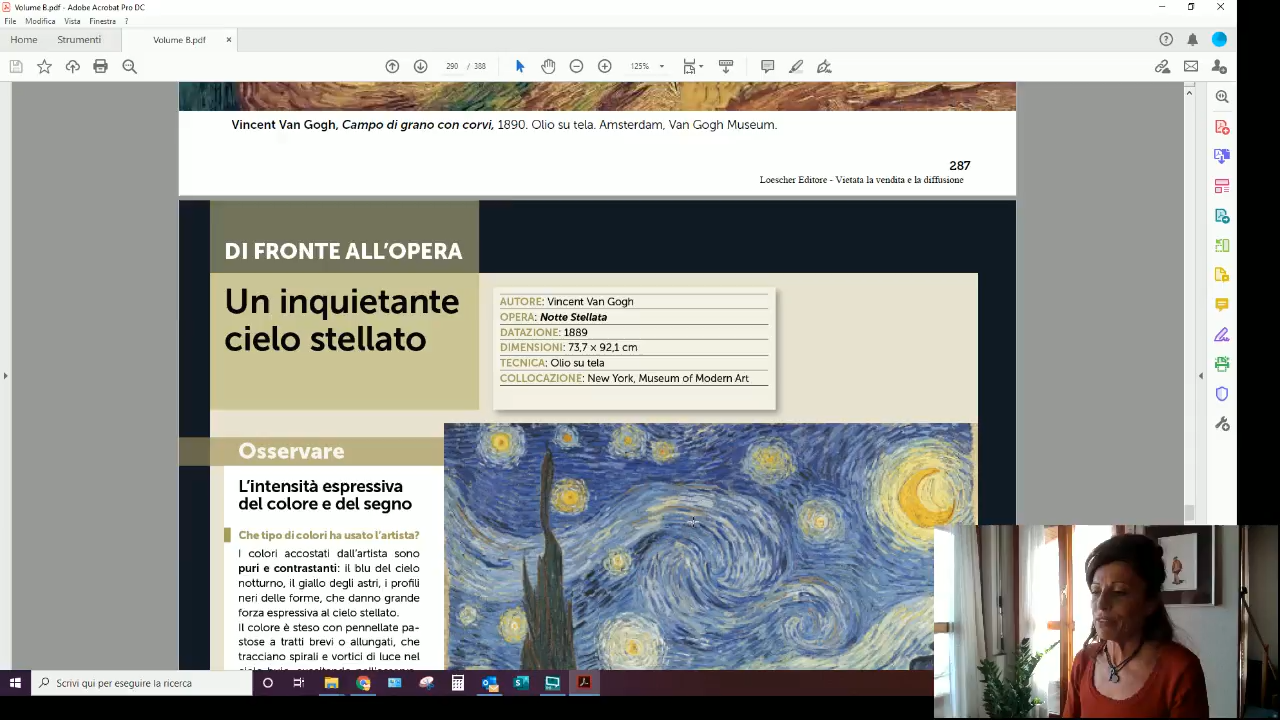 Volume B.pdf - Adobe Acrobat Pro DC
File Modifica Vista Finestra ?
Home Strumenti Volume B.pdf ×
290 / 388 125%
Vincent Van Gogh, Campo di grano con corvi, 1890. Olio su tela. Amsterdam, Van Gogh Museum.
287
Loescher Editore - Vietata la vendita e la diffusione
DI FRONTE ALL'OPERA
Un inquietante
cielo stellato
AUTORE: Vincent Van Gogh
OPERA: Notte Stellata
DATAZIONE: 1889
DIMENSIONI: 73,7 × 92,1 cm
TECNICA: Olio su tela
COLLOCAZIONE: New York, Museum of Modern Art
Osservare
L'intensità espressiva
del colore e del segno
Che tipo di colori ha usato l'artista?
I colori accostati dall'artista sono
puri e contrastanti: il blu del cielo
notturno, il giallo degli astri, i profili
neri delle forme, che danno grande
forza espressiva al cielo stellato.
Il colore è steso con pennellate pa-
stose a tratti brevi o allungati, che
tracciano spirali e vortici di luce nel
Scrivi qui per eseguire la ricerca